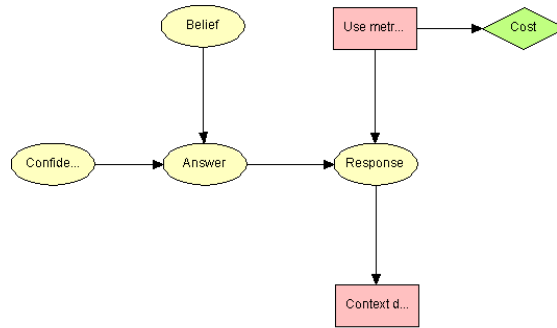 Belief
Use metr...
Cost
Confide...
Answer
Response
Context d...